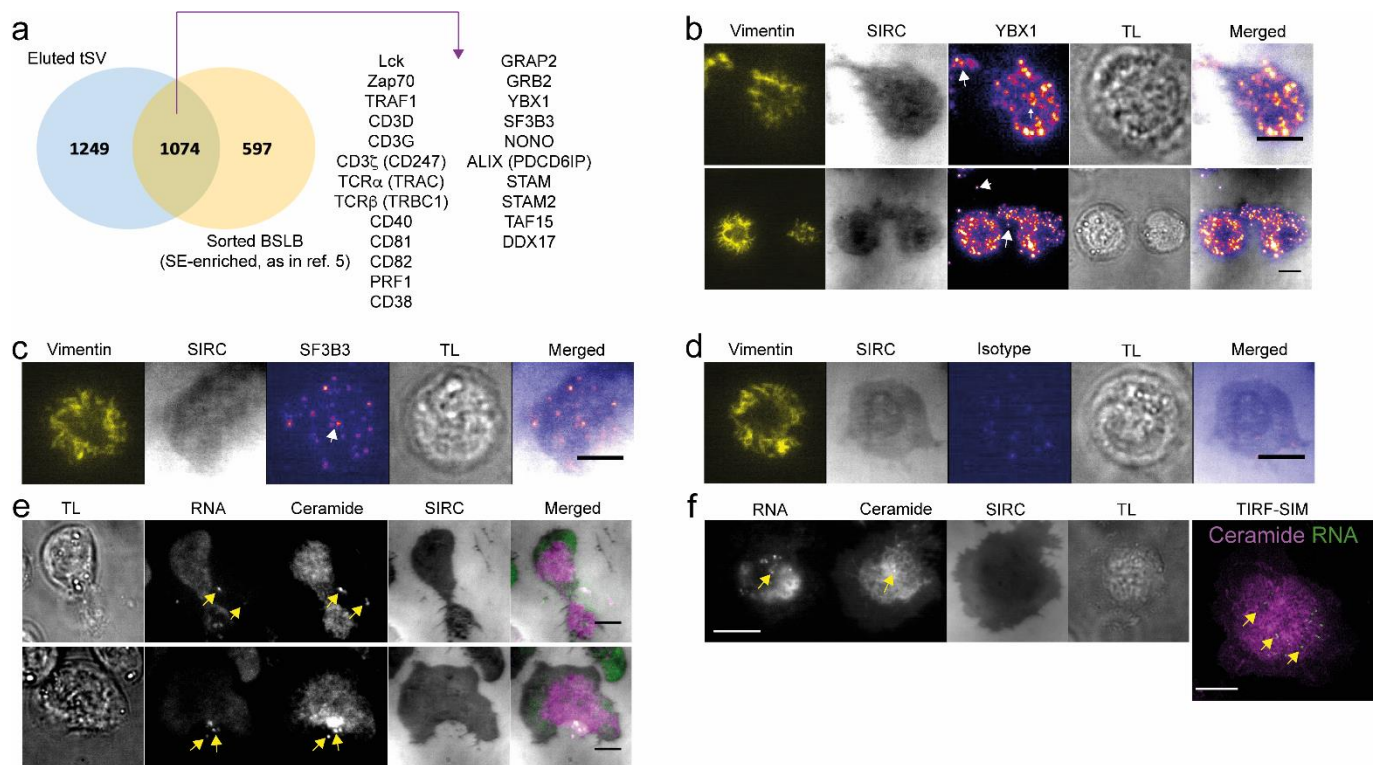 a
Eluted tSV
1249
1074
597
Sorted BSLB
(SE-enriched, as in ref. 5)
Lck
Zap70
TRAF1
CD3D
CD3G
CD3ζ (CD247)
TCRα (TRAC)
TCRβ (TRBC1)
CD40
CD81
CD82
PRF1
CD38
GRAP2
GRB2
YBX1
SF3B3
NONO
ALIX (PDCD6IP)
STAM
STAM2
TAF15
DDX17
b
Vimentin SIRC YBX1 TL Merged
c
Vimentin SIRC SF3B3 TL Merged
d
Vimentin SIRC Isotype TL Merged
e
TL RNA Ceramide SIRC Merged
f
RNA Ceramide SIRC TL TIRF-SIM
Ceramide RNA